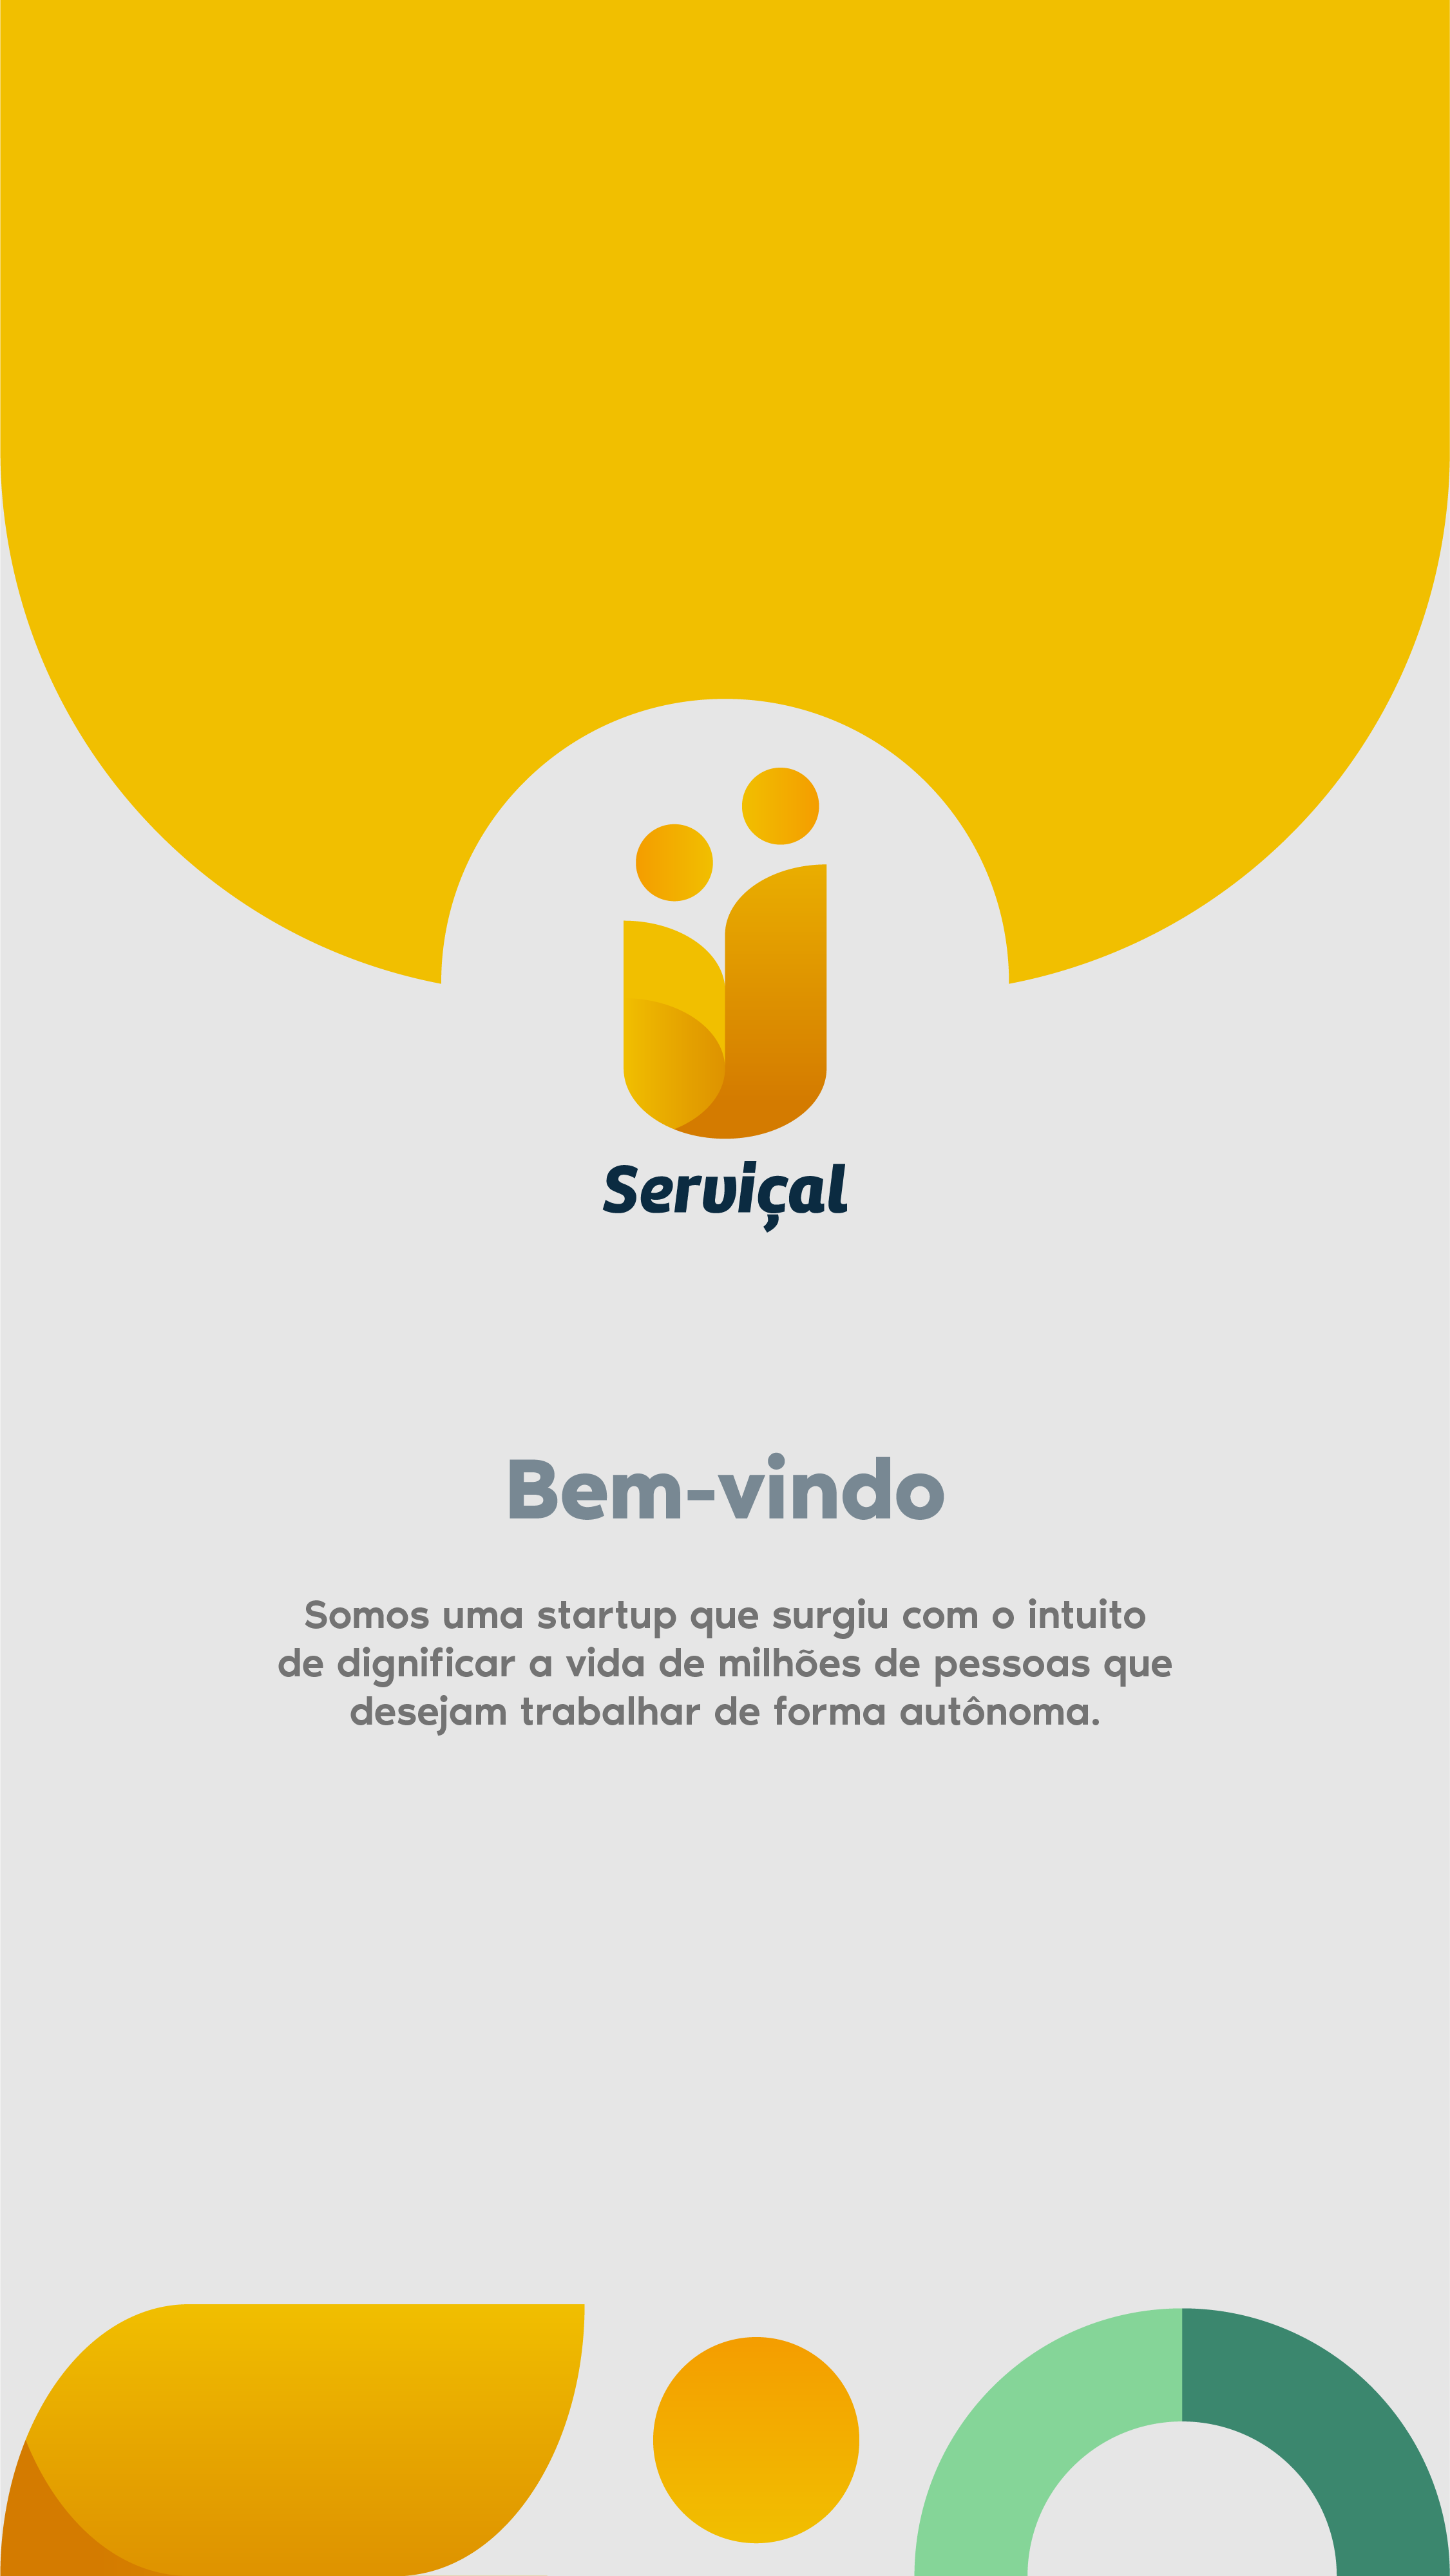 Serviçal
Bem-vindo
Somos uma startup que surgiu com o intuito
de dignificar a vida de milhões de pessoas que
desejam trabalhar de forma autônoma.